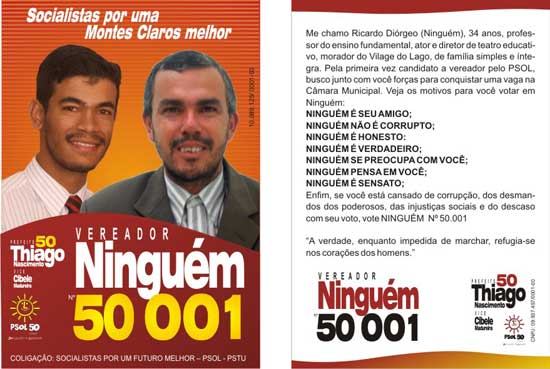 Socialistas por uma
Montes Claros melhor
PREFEITO 50
Thiago
Nascimento
VICE
Cibele
VEREADOR
Ninguém
Nº 50 001
PSOL 50
COLIGAÇÃO: SOCIALISTAS POR UM FUTURO MELHOR – PSOL - PSTU
Me chamo Ricardo Diórgeo (Ninguém), 34 anos, profes-
sor do ensino fundamental, ator e diretor de teatro educati-
vo, morador do Vilage do Lago, de família simples e ínte-
gra. Pela primeira vez candidato a vereador pelo PSOL,
busco junto com você forças para conquistar uma vaga na
Câmara Municipal. Veja os motivos para você votar em
Ninguém:
NINGUÉM É SEU AMIGO;
NINGUÉM NÃO É CORRUPTO;
NINGUÉM É HONESTO:
NINGUÉM É VERDADEIRO;
NINGUÉM SE PREOCUPA COM VOCÊ;
NINGUÉM PENSA EM VOCÊ;
NINGUÉM É SENSATO;
Enfim, se você está cansado de corrupção, dos desman-
dos dos poderosos, das injustiças sociais e do descaso
com seu voto, vote NINGUÉM Nº 50.001
“A verdade, enquanto impedida de marchar, refugia-se
nos corações dos homens.”
VEREADOR
Ninguém
Nº 50 001
PREFEITO 50
Thiago
Nascimento
VICE
Cibele
PSOL 50